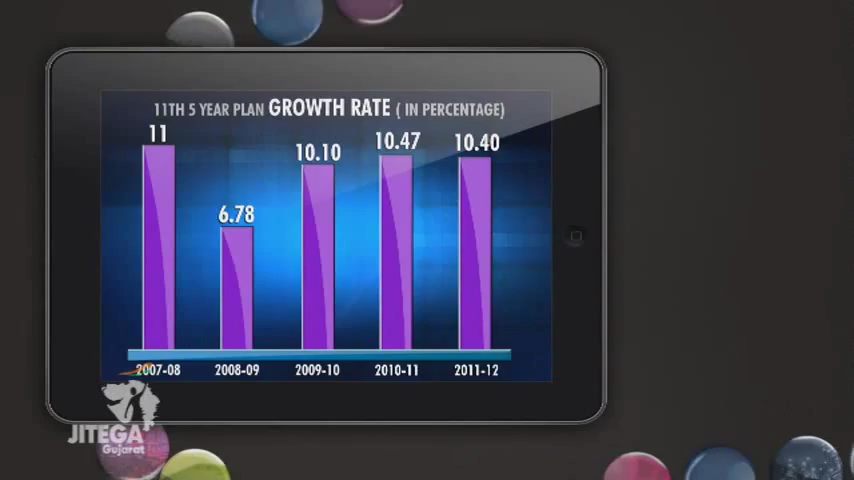 11TH 5 YEAR PLAN GROWTH RATE ( IN PERCENTAGE)
11 6.78 10.10 10.47 10.40
2007-08 2008-09 2009-10 2010-11 2011-12
JITEGA
Gujarat